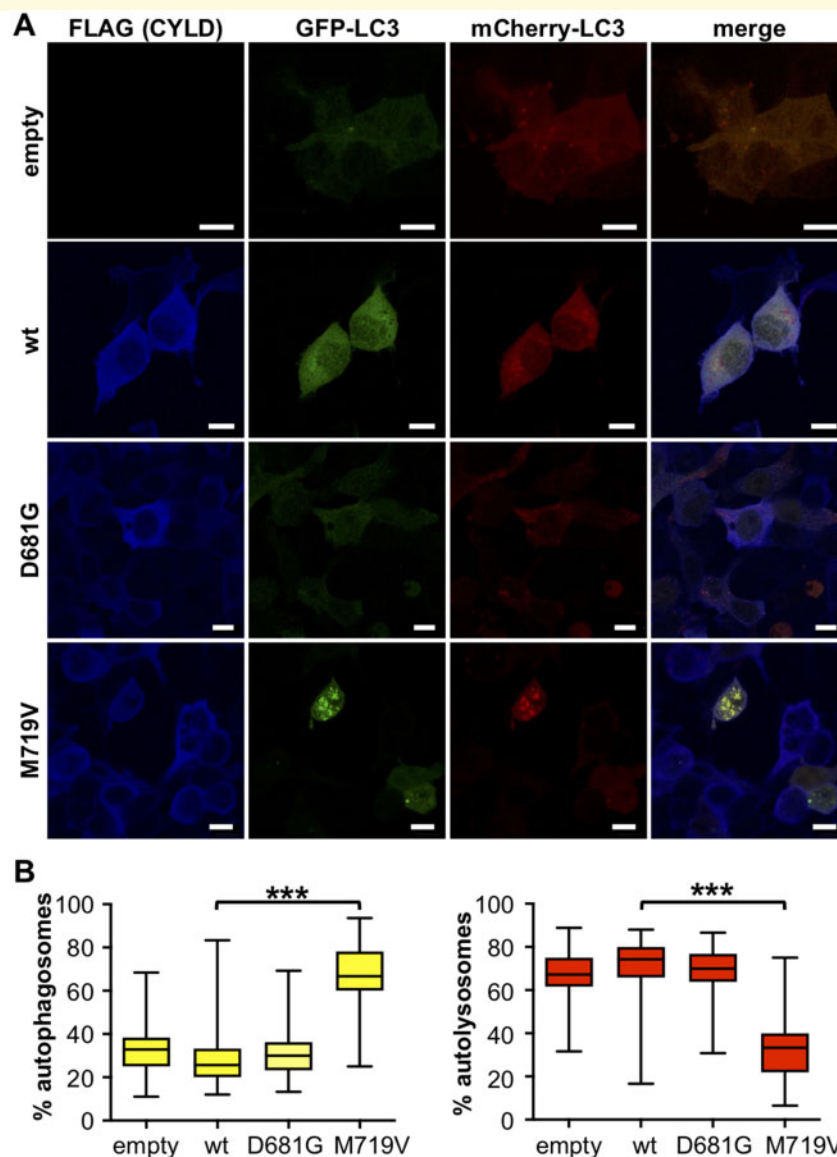 A
FLAG (CYLD) GFP-LC3 mCherry-LC3 merge
empty
wt
D681G
M719V
B
***
% autophagosomes
100
80
60
40
20
0
empty wt D681G M719V
***
% autolysosomes
100
80
60
40
20
0
empty wt D681G M719V